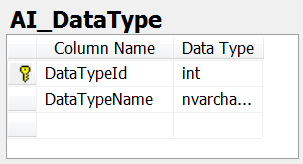 AI_DataType
Column Name Data Type
DataTypeId int
DataTypeName nvarcha...